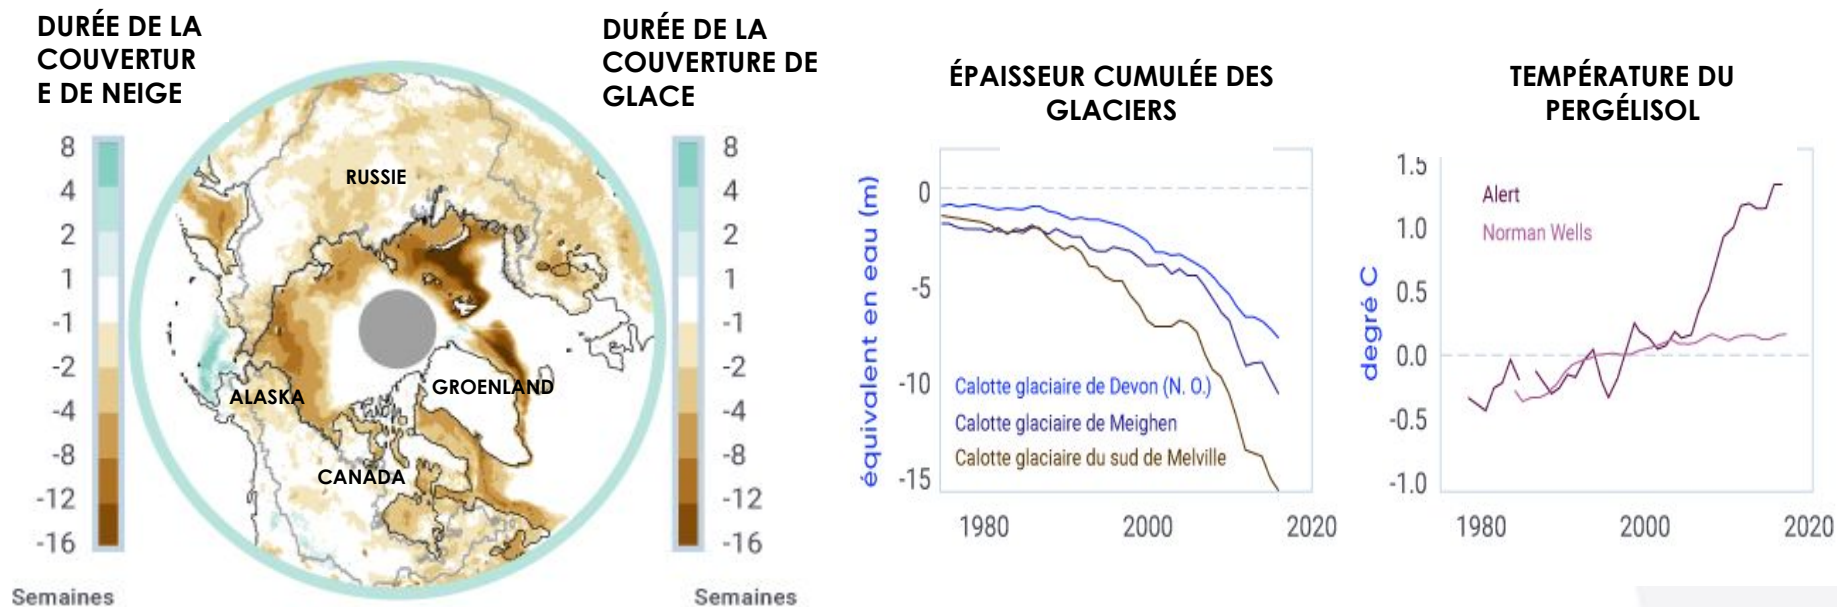 DURÉE DE LA
COUVERTUR
E DE NEIGE
8
4
2
1
-1
-2
-4
-8
-12
-16
Semaines
RUSSIE
ALASKA
GROENLAND
CANADA
DURÉE DE LA
COUVERTURE DE
GLACE
8
4
2
1
-1
-2
-4
-8
-12
-16
Semaines
ÉPAISSEUR CUMULÉE DES
GLACIERS
équivalent en eau (m)
0
-5
-10
-15
Calotte glaciaire de Devon (N. O.)
Calotte glaciaire de Meighen
Calotte glaciaire du sud de Melville
1980
2000
2020
TEMPÉRATURE DU
PERGÉLISOL
degré C
1.5
1.0
0.5
0.0
-0.5
-1.0
Alert
Norman Wells
1980
2000
2020